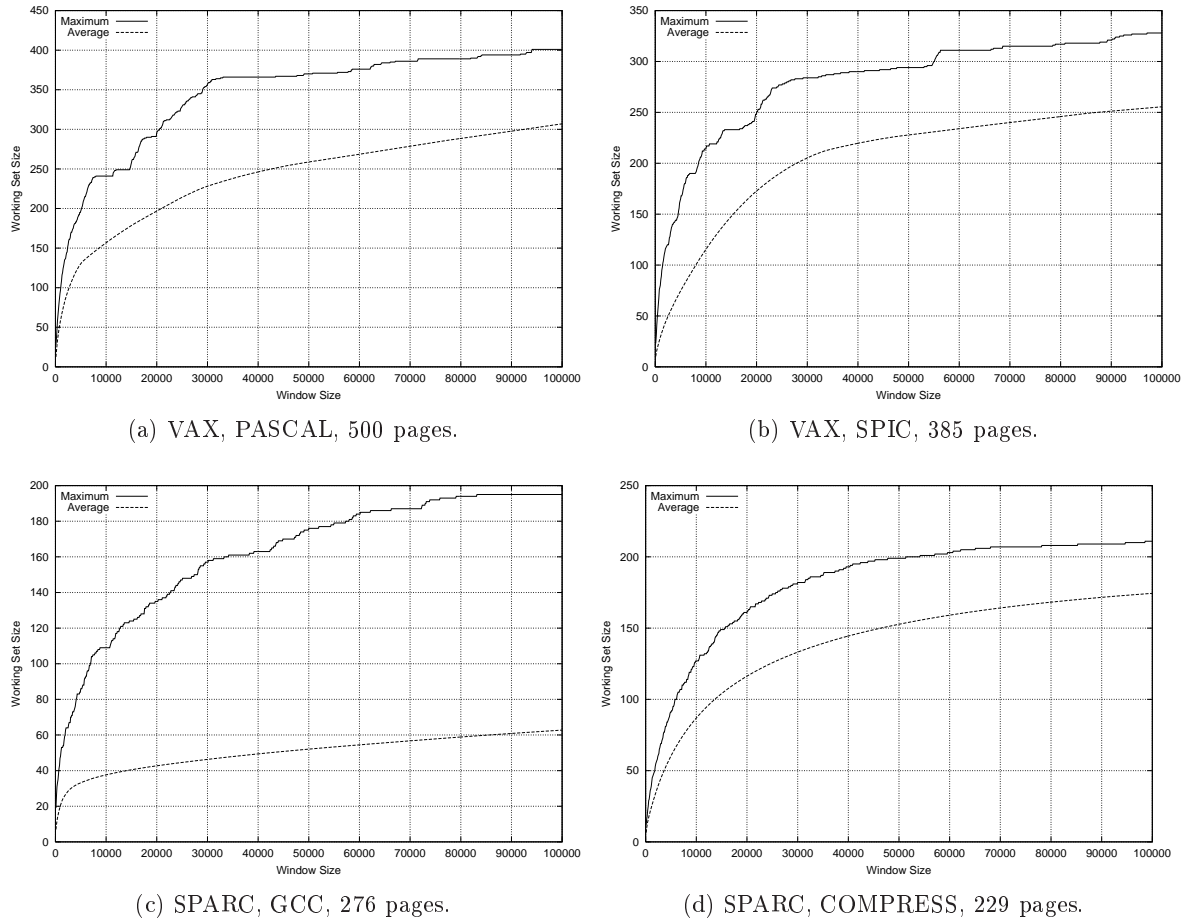 Maximum
Average
450
400
350
300
250
200
150
100
50
0
Working Set Size
0 10000 20000 30000 40000 50000 60000 70000 80000 90000 100000
Window Size
(a) VAX, PASCAL, 500 pages.
Maximum
Average
350
300
250
200
150
100
50
0
Working Set Size
0 10000 20000 30000 40000 50000 60000 70000 80000 90000 100000
Window Size
(b) VAX, SPIC, 385 pages.
Maximum
Average
200
180
160
140
120
100
80
60
40
20
0
Working Set Size
0 10000 20000 30000 40000 50000 60000 70000 80000 90000 100000
Window Size
(c) SPARC, GCC, 276 pages.
Maximum
Average
250
200
150
100
50
0
Working Set Size
0 10000 20000 30000 40000 50000 60000 70000 80000 90000 100000
Window Size
(d) SPARC, COMPRESS, 229 pages.